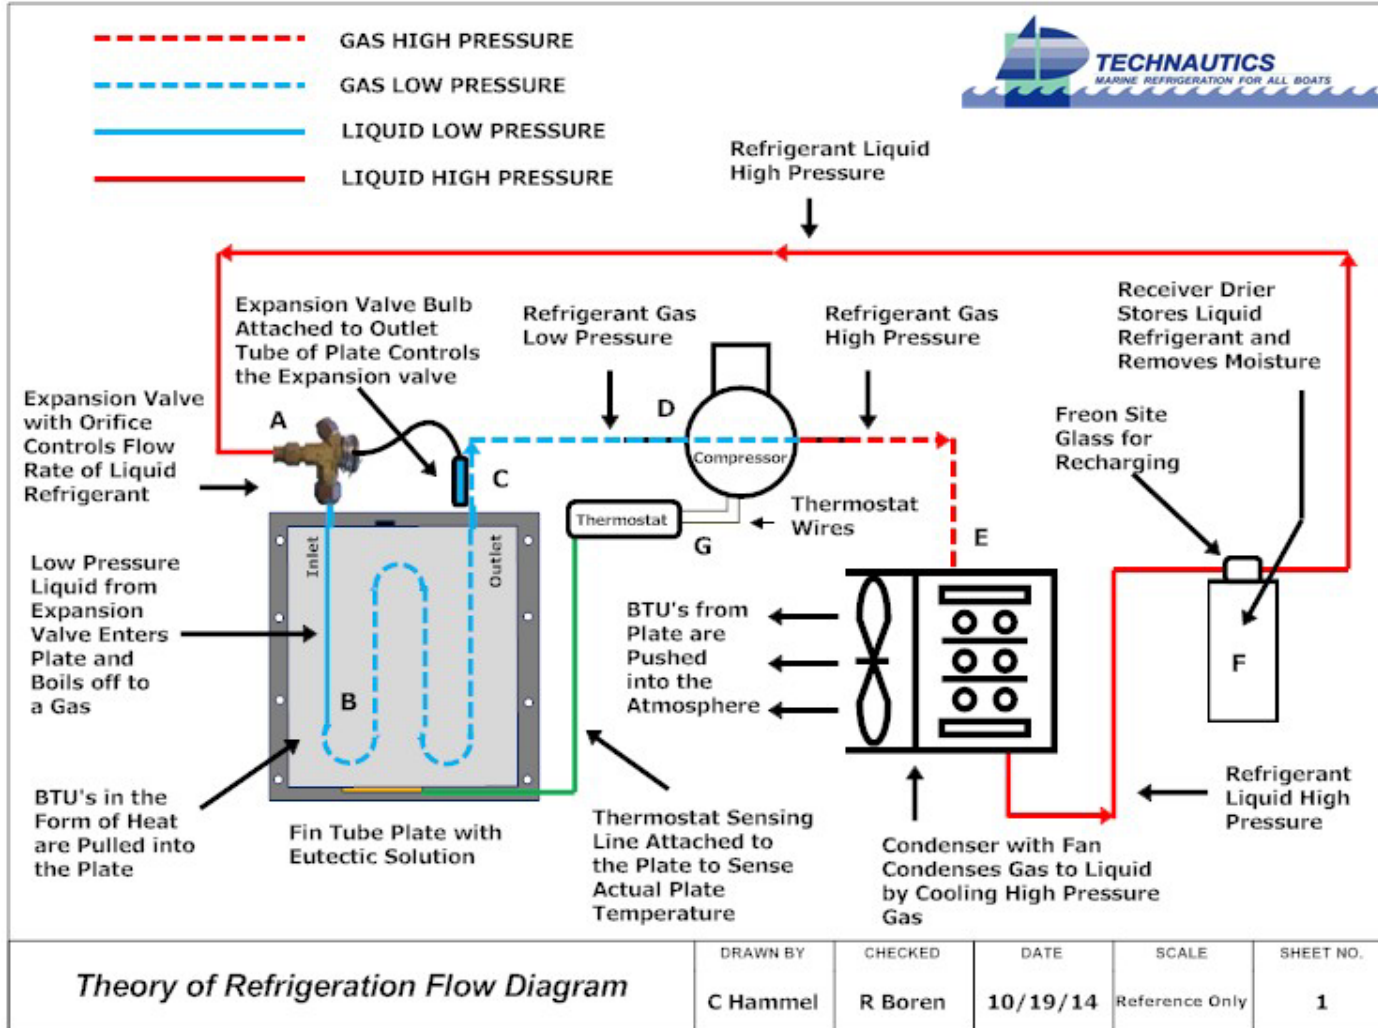 GAS HIGH PRESSURE
GAS LOW PRESSURE
LIQUID LOW PRESSURE
LIQUID HIGH PRESSURE
TECHNAUTICS
MARINE REFRIGERATION FOR ALL BOATS
Refrigerant Liquid
High Pressure
Expansion Valve Bulb
Attached to Outlet
Tube of Plate Controls
the Expansion valve
Refrigerant Gas
Low Pressure
Refrigerant Gas
High Pressure
Receiver Drier
Stores Liquid
Refrigerant and
Removes Moisture
Expansion Valve
with Orifice
Controls Flow
Rate of Liquid
Refrigerant
A
D
Compressor
C
Freon Site
Glass for
Recharging
Thermostat
G
Thermostat
Wires
E
Inlet
Outlet
Low Pressure
Liquid from
Expansion
Valve Enters
Plate and
Boils off to
a Gas
B
BTU's from
Plate are
Pushed
into the
Atmosphere
F
BTU's in the
Form of Heat
are Pulled into
the Plate
Fin Tube Plate with
Eutectic Solution
Thermostat Sensing
Line Attached to
the Plate to Sense
Actual Plate
Temperature
Condenser with Fan
Condenses Gas to Liquid
by Cooling High Pressure
Gas
Refrigerant
Liquid High
Pressure
Theory of Refrigeration Flow Diagram
DRAWN BY
C Hammel
CHECKED
R Boren
DATE
10/19/14
SCALE
Reference Only
SHEET NO.
1